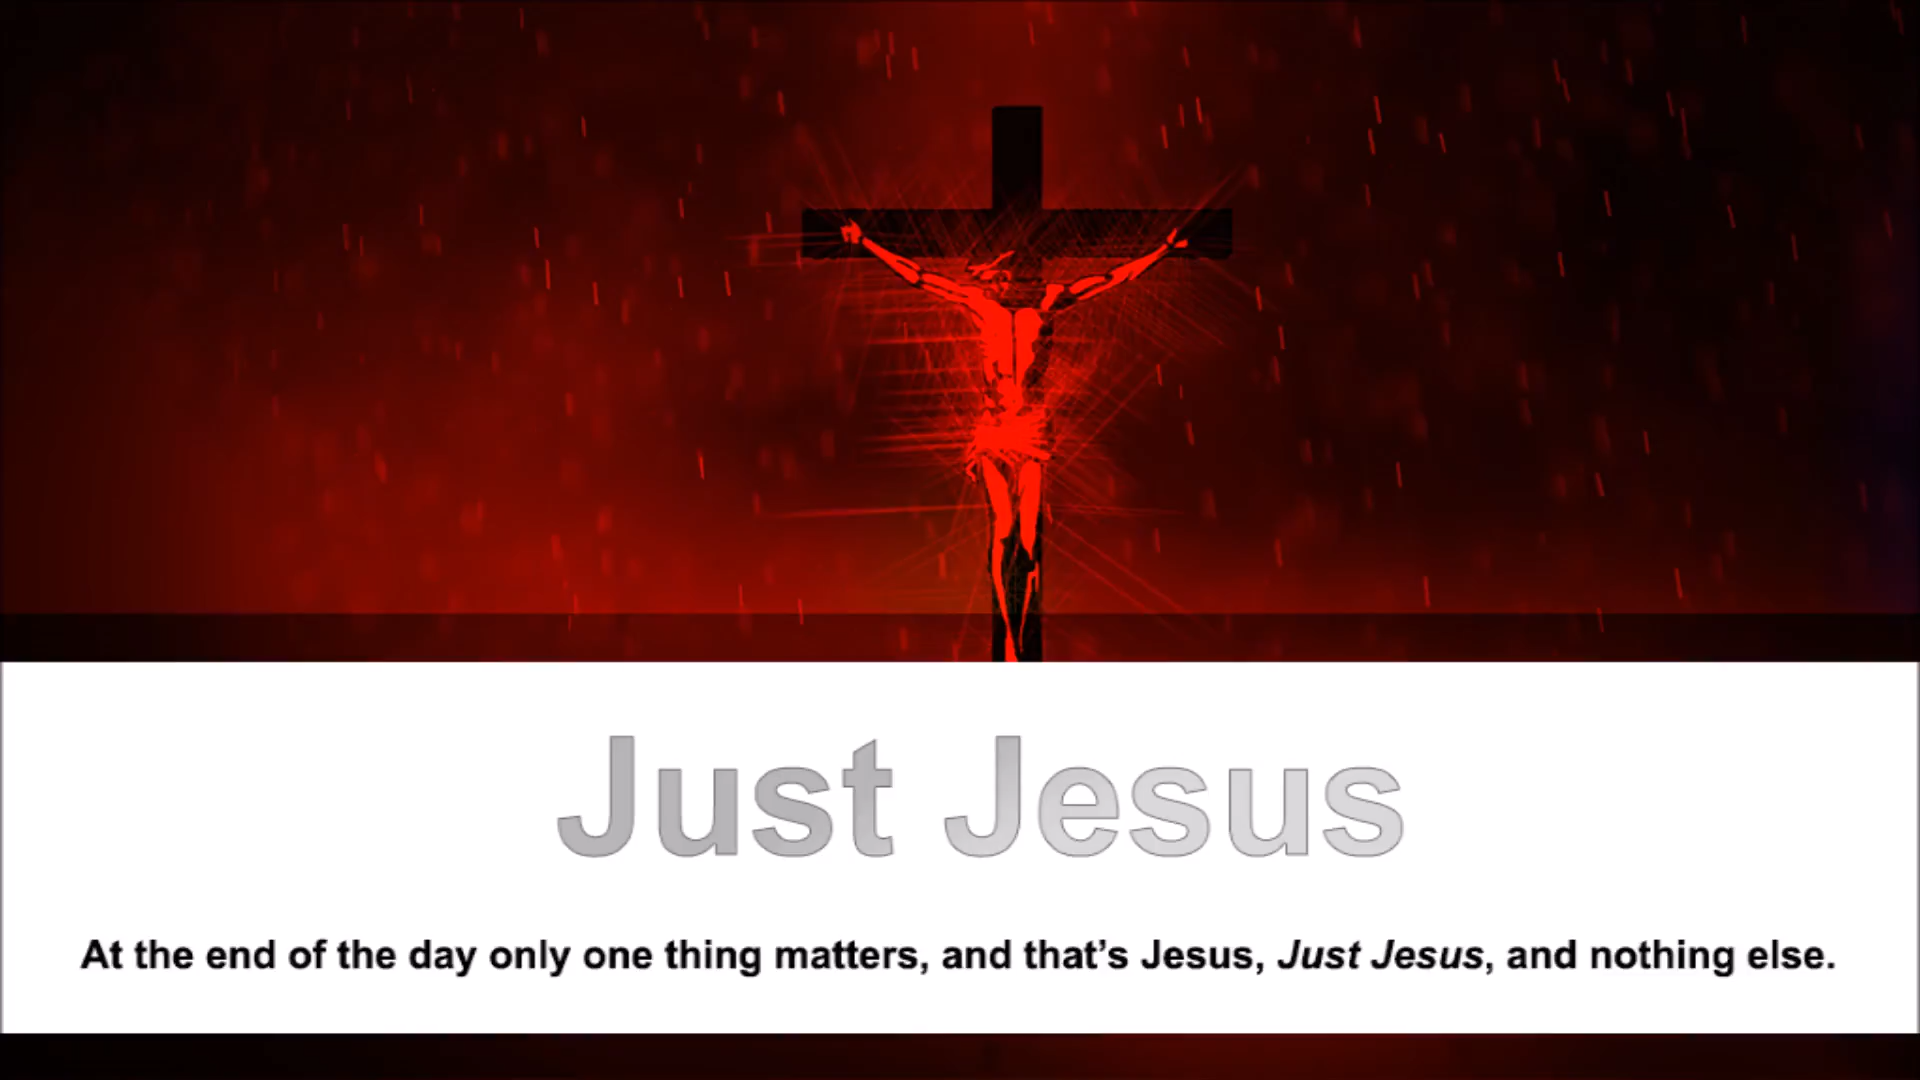 Just Jesus
At the end of the day only one thing matters, and that’s Jesus, Just Jesus, and nothing else.